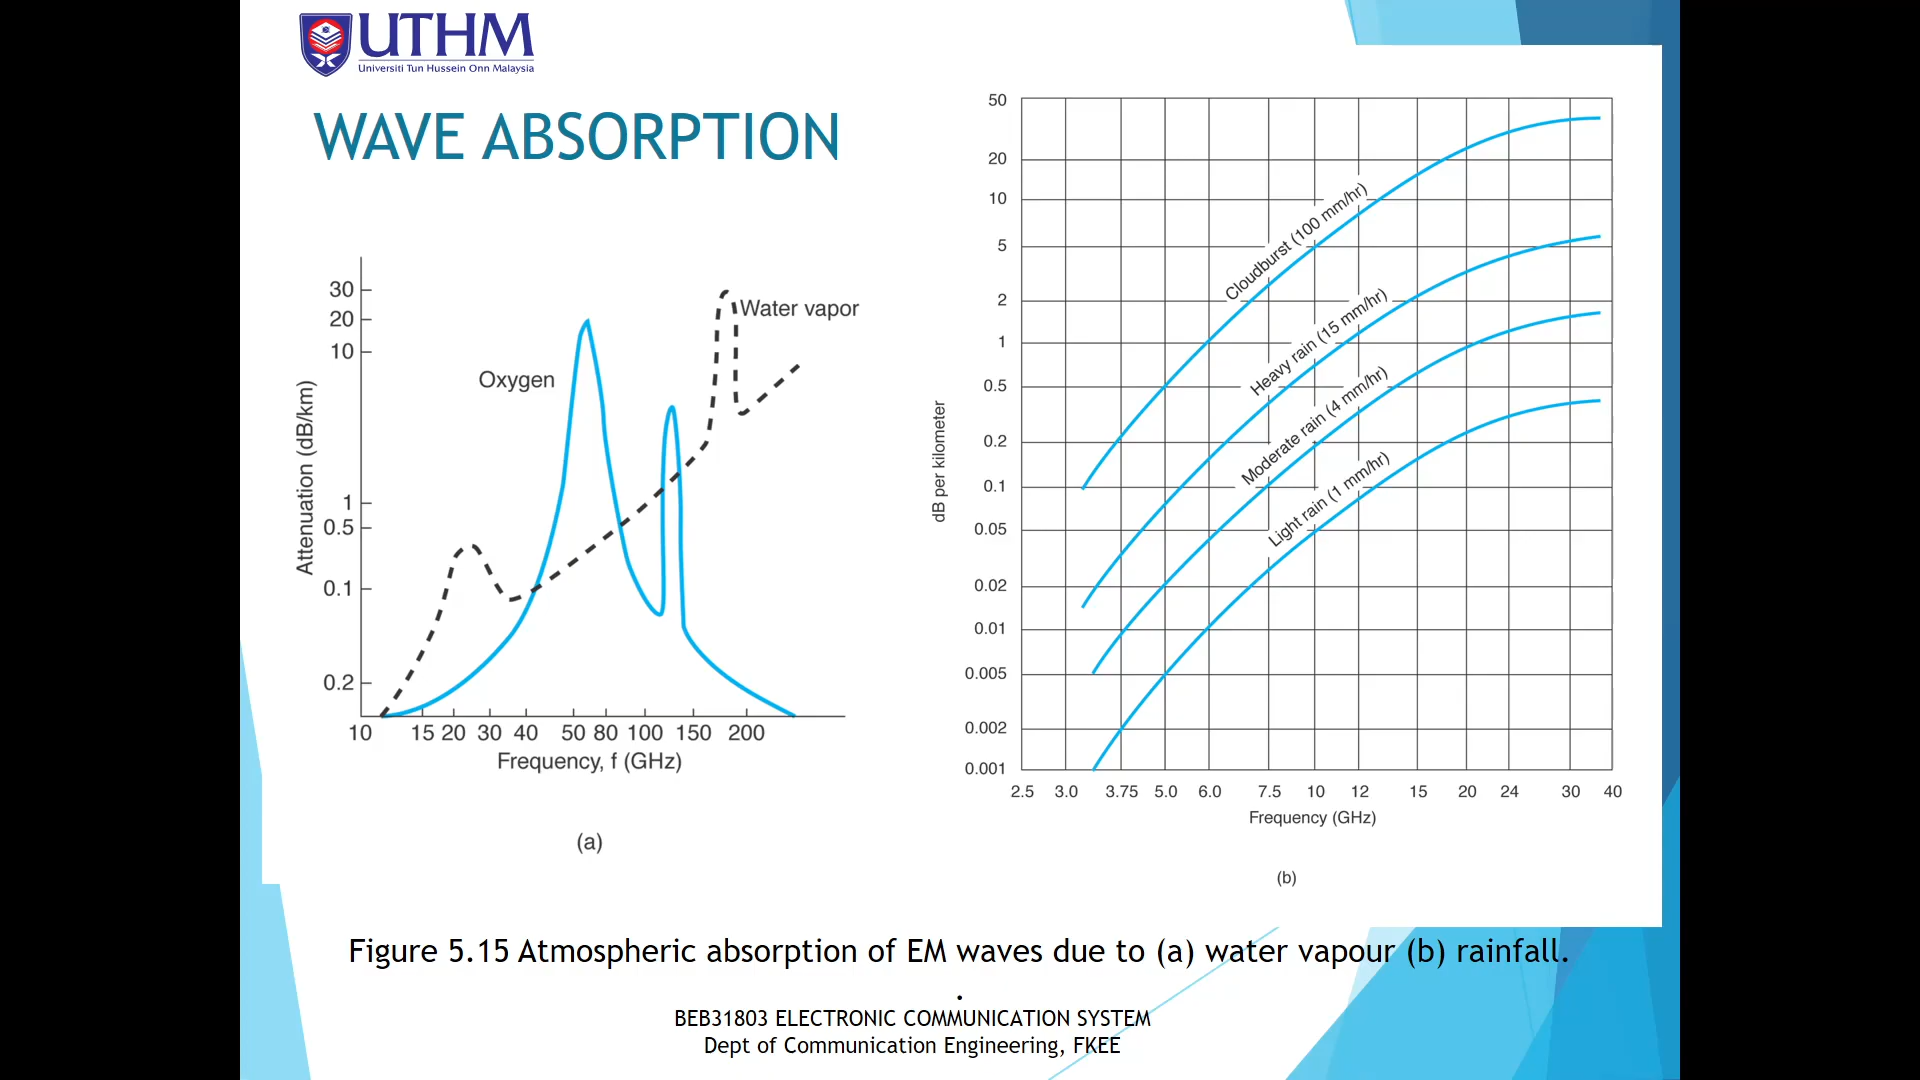 UTHM
Universiti Tun Hussein Onn Malaysia
WAVE ABSORPTION
30
20
10
1
0.5
0.1
0.2
Attenuation (dB/km)
Oxygen
Water vapor
10 15 20 30 40 50 80 100 150 200
Frequency, f (GHz)
(a)
50
20
10
5
2
1
0.5
0.2
0.1
0.05
0.02
0.01
0.005
0.002
0.001
dB per kilometer
Cloudburst (100 mm/hr)
Heavy rain (15 mm/hr)
Moderate rain (4 mm/hr)
Light rain (1 mm/hr)
2.5 3.0 3.75 5.0 6.0 7.5 10 12 15 20 24 30 40
Frequency (GHz)
(b)
Figure 5.15 Atmospheric absorption of EM waves due to (a) water vapour (b) rainfall.
.
BEB31803 ELECTRONIC COMMUNICATION SYSTEM
Dept of Communication Engineering, FKEE